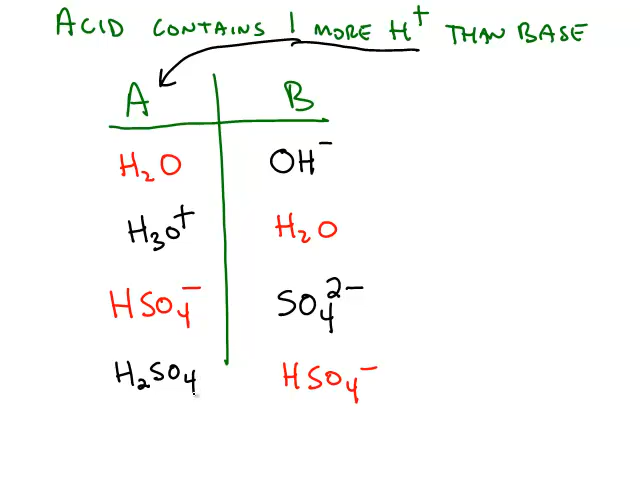 ACID CONTAINS 1 MORE H⁺ THAN BASE
A B
H₂O OH⁻
H₃O⁺ H₂O
HSO₄⁻ SO₄²⁻
H₂SO₄ HSO₄⁻